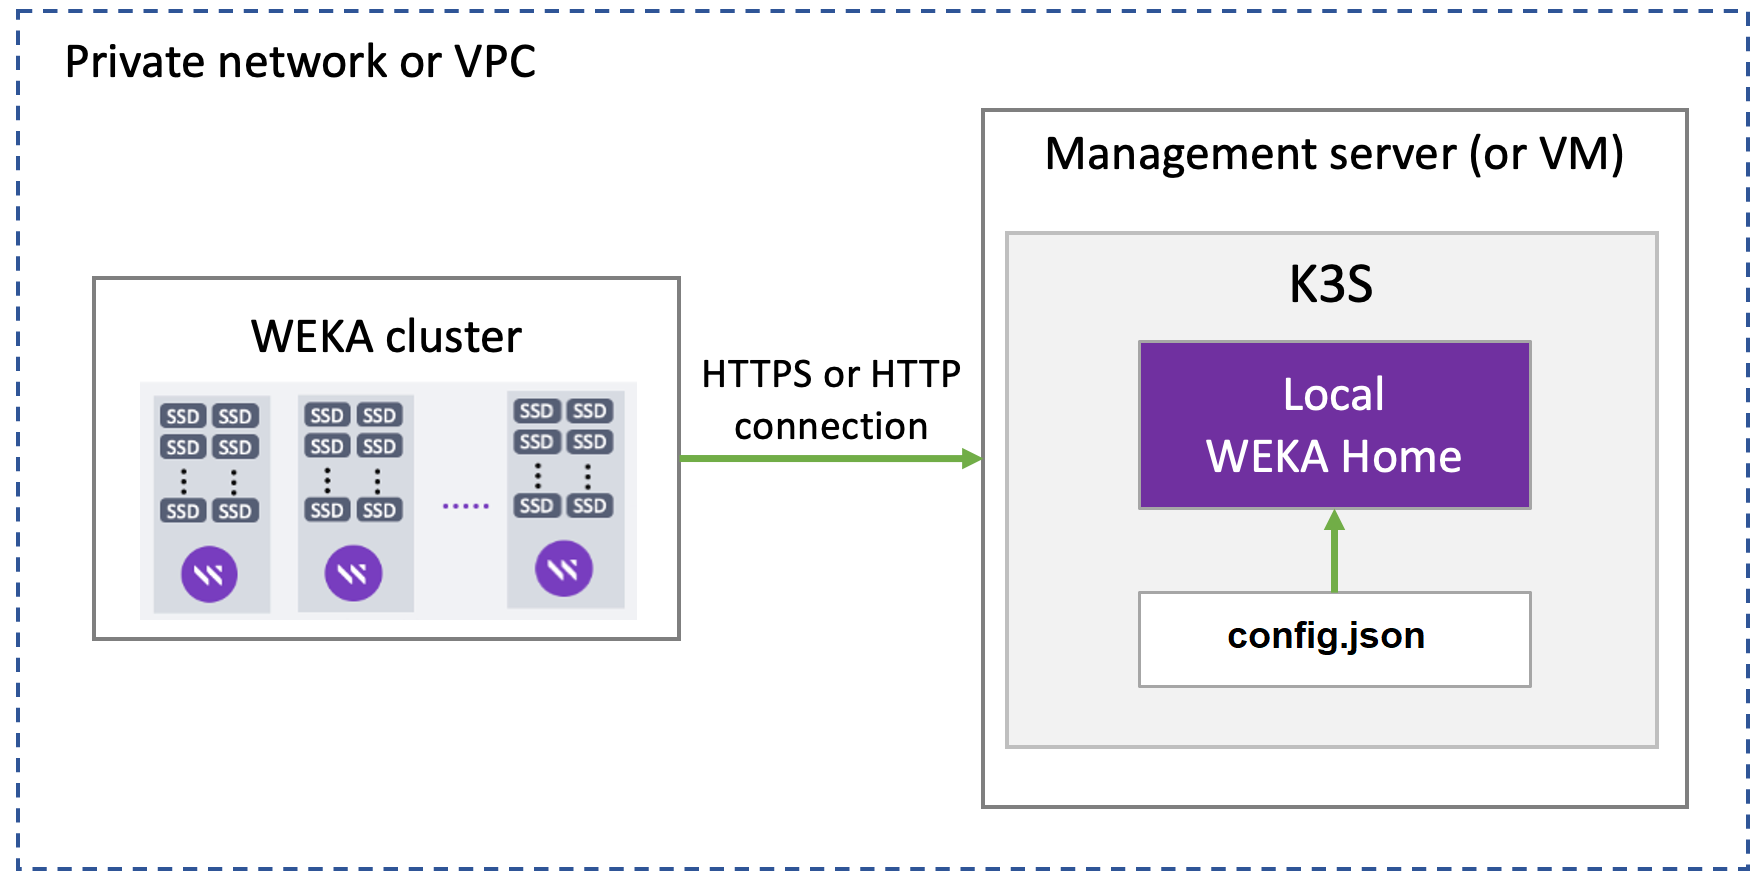 Private network or VPC
Management server (or VM)
K3S
WEKA cluster
SSD SSD SSD SSD SSD SSD
SSD SSD SSD SSD SSD SSD
SSD SSD SSD SSD SSD SSD
HTTPS or HTTP
connection
Local
WEKA Home
config.json